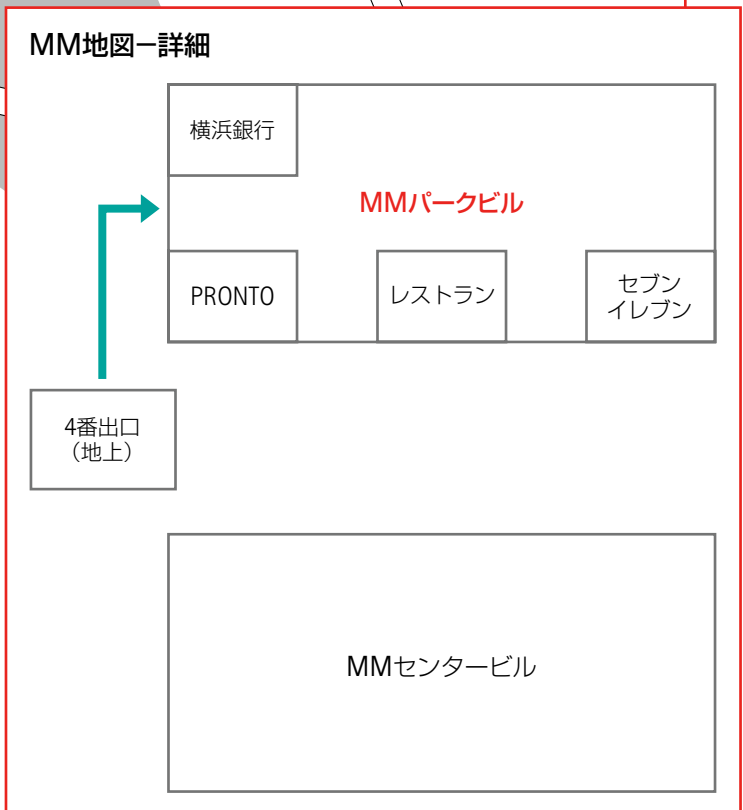 MM地図ー詳細
横浜銀行
MMパークビル
PRONTO
レストラン
セブン
イレブン
4番出口
（地上）
MMセンタービル